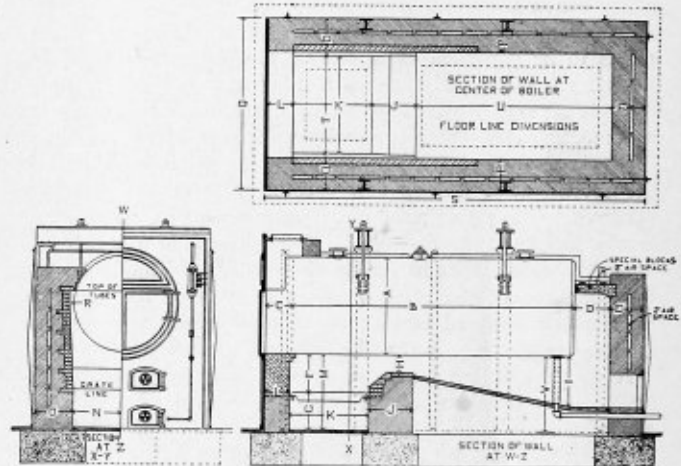 SECTION OF WALL AT
CENTER OF BOILER
FLOOR LINE DIMENSIONS
L
K
J
U
T
S
W
TOP OF
TUBES
R
GRATE
LINE
O
N
SECTION
AT
X-Y
Z
Y
SPECIAL BLOCKS
2" AIR SPACE
A
C
B
D
E
2" AIR
SPACE
H
F
M
L
G
K
J
V
I
X
SECTION OF WALL
AT W-Z